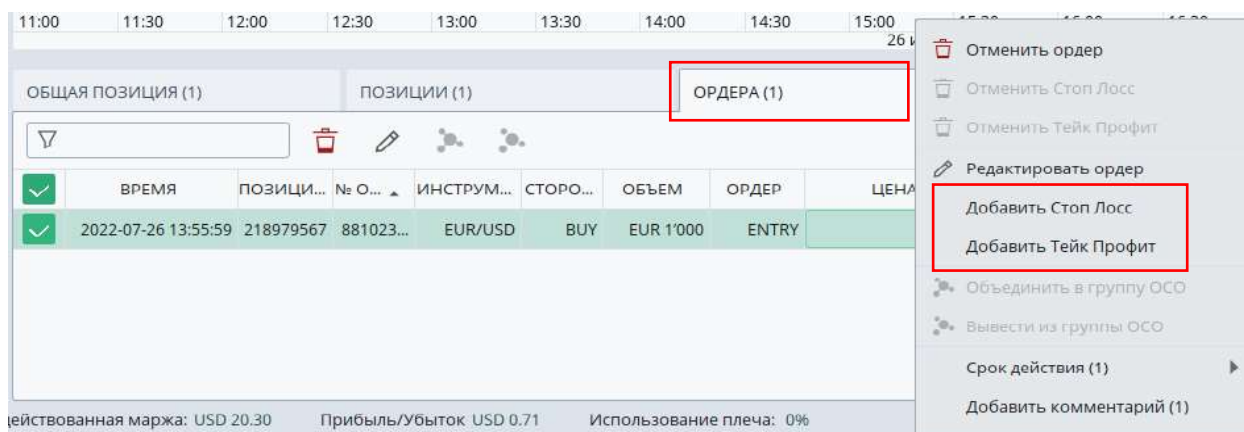 11:00 11:30 12:00 12:30 13:00 13:30 14:00 14:30 15:00
26
Отменить ордер
ОБЩАЯ ПОЗИЦИЯ (1) ПОЗИЦИИ (1) ОРДЕРА (1) Отменить Стоп Лосс
Отменить Тейк Профит
Редактировать ордер
ВРЕМЯ ПОЗИЦИ... № О... ИНСТРУМ... СТОРО... ОБЪЕМ ОРДЕР ЦЕНА
Добавить Стоп Лосс
2022-07-26 13:55:59 218979567 881023... EUR/USD BUY EUR 1'000 ENTRY
Добавить Тейк Профит
Объединить в группу ОСО
Вывести из группы ОСО
Срок действия (1)
Добавить комментарий (1)
ействованная маржа: USD 20.30 Прибыль/Убыток USD 0.71 Использование плеча: 0%